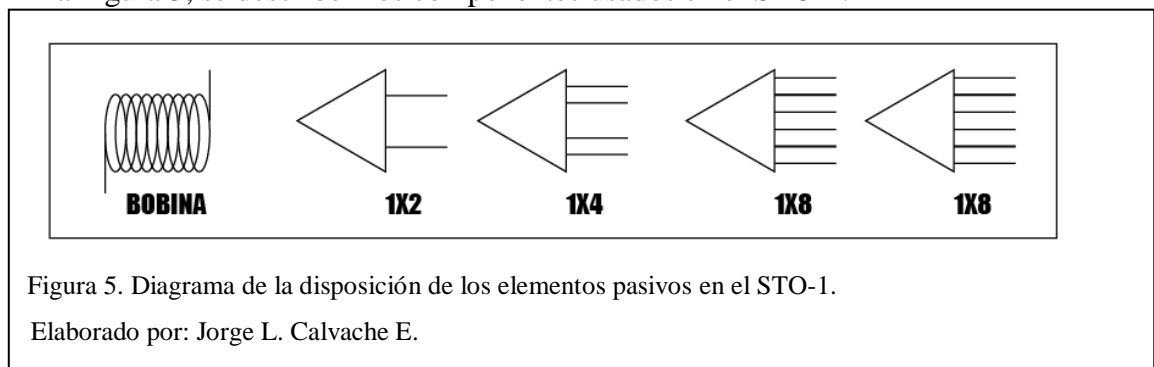 BOBINA 1X2 1X4 1X8 1X8
Figura 5. Diagrama de la disposición de los elementos pasivos en el STO-1.
Elaborado por: Jorge L. Calvache E.